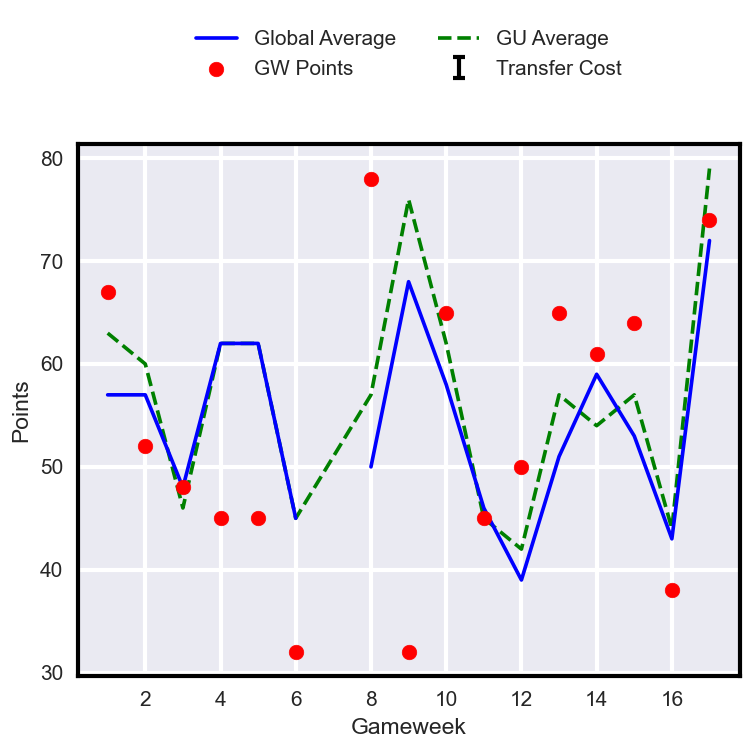 Global Average
GU Average
GW Points
Transfer Cost
80
70
60
50
40
30
Points
2 4 6 8 10 12 14 16
Gameweek